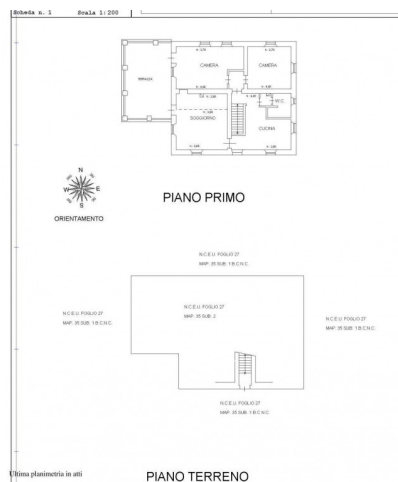 Scheda n. 1 Scala 1:200
CAMERA
CAMERA
TERRAZZA
W.C.
SOGGIORNO
CUCINA
N
W E
S
ORIENTAMENTO
PIANO PRIMO
N.C.E.U. FOGLIO 27
MAP. 35 SUB. 1 B.C.N.C.
N.C.E.U. FOGLIO 27
MAP. 35 SUB. 2
N.C.E.U. FOGLIO 27
MAP. 35 SUB. 1 B.C.N.C.
N.C.E.U. FOGLIO 27
MAP. 35 SUB. 1 B.C.N.C.
N.C.E.U. FOGLIO 27
MAP. 35 SUB. 1 B.C.N.C.
Ultima planimetria in atti
PIANO TERRENO